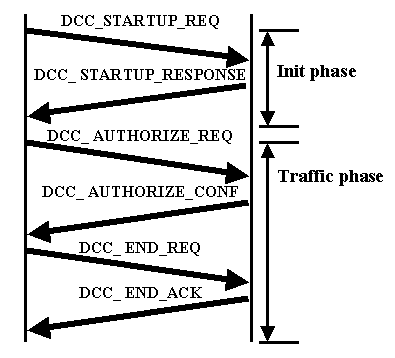 DCC_STARTUP_REQ
DCC_ STARTUP_RESPONSE
Init phase
DCC_ AUTHORIZE_REQ
Traffic phase
DCC_ AUTHORIZE_CONF
DCC_ END_REQ
DCC_ END_ACK